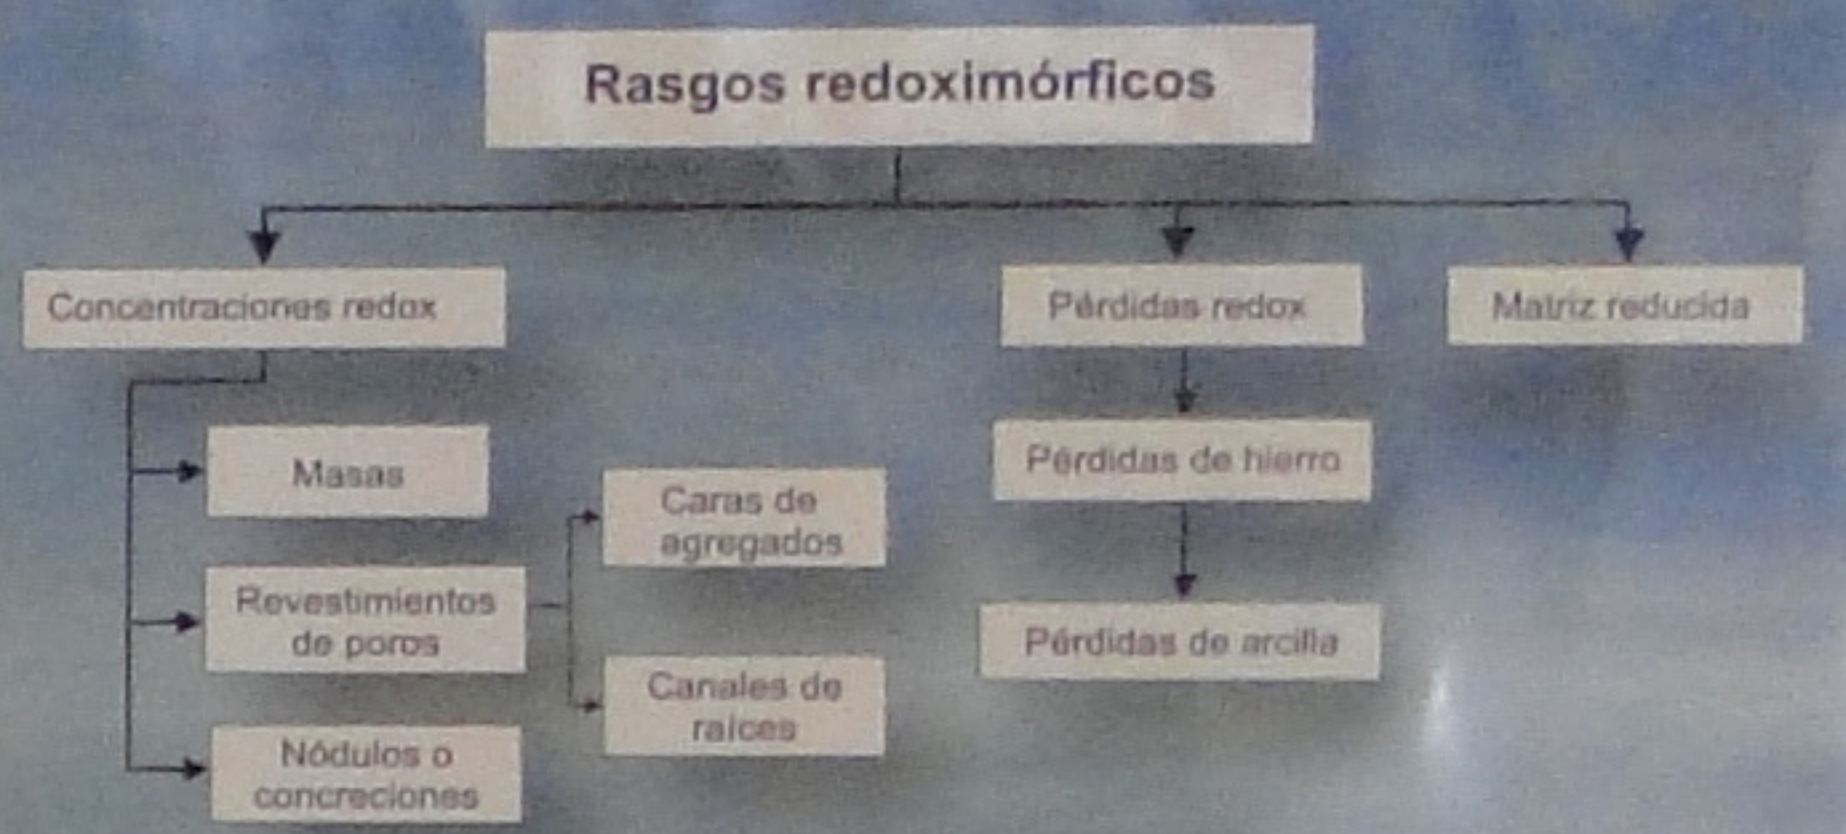 Rasgos redoximórficos
Concentraciones redox
Pérdidas redox
Matriz reducida
Masas
Revestimientos
de poros
Nódulos o
concreciones
Caras de
agregados
Canales de
raíces
Pérdidas de hierro
Pérdidas de arcilla